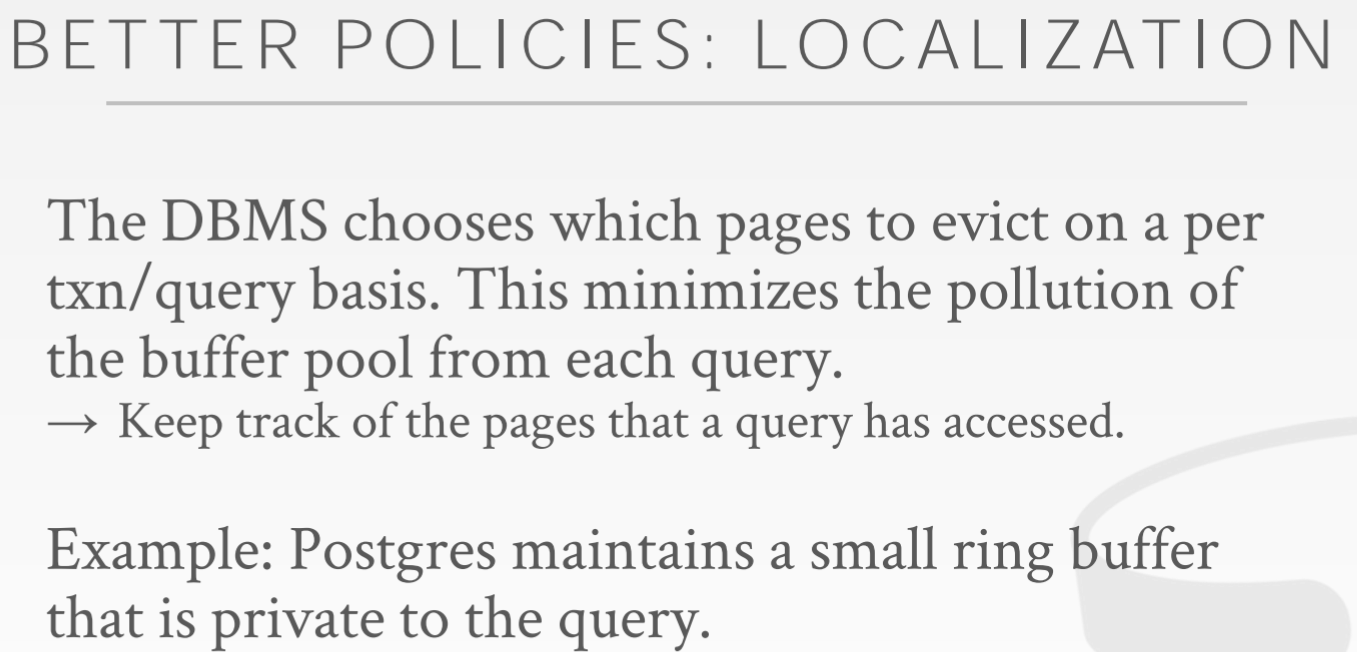 BETTER POLICIES: LOCALIZATION
The DBMS chooses which pages to evict on a per
txn/query basis. This minimizes the pollution of
the buffer pool from each query.
→ Keep track of the pages that a query has accessed.
Example: Postgres maintains a small ring buffer
that is private to the query.